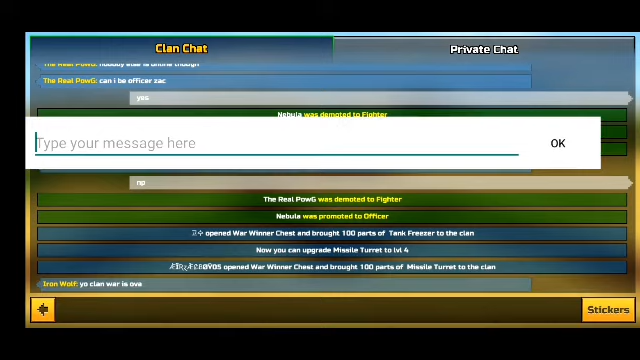 Clan Chat
Private Chat
The Real PowG: nobody else is online though
The Real PowG: can i be officer zac
yes
Nebula was demoted to Fighter
Type your message here
OK
np
The Real PowG was demoted to Fighter
Nebula was promoted to Officer
opened War Winner Chest and brought 100 parts of Tank Freezer to the clan
Now you can upgrade Missile Turret to lvl 4
opened War Winner Chest and brought 100 parts of Missile Turret to the clan
Iron Wolf: yo clan war is ova
Stickers